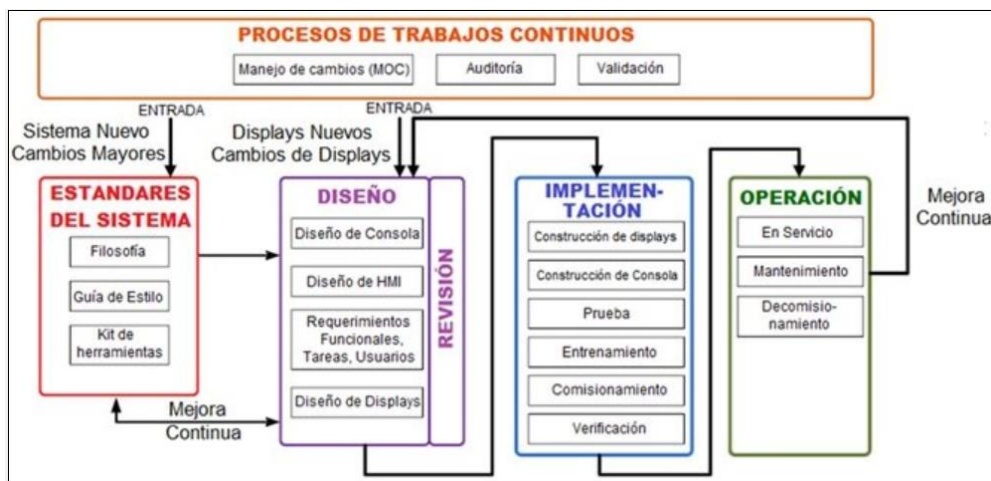 PROCESOS DE TRABAJOS CONTINUOS
Manejo de cambios (MOC)
Auditoría
Validación
ENTRADA
Sistema Nuevo
Cambios Mayores
ENTRADA
Displays Nuevos
Cambios de Displays
ESTANDARES
DEL SISTEMA
Filosofía
Guía de Estilo
Kit de
herramientas
Mejora
Continua
DISEÑO
Diseño de Consola
Diseño de HMI
Requerimientos
Funcionales,
Tareas, Usuarios
Diseño de Displays
REVISIÓN
IMPLEMEN-
TACIÓN
Construcción de displays
Construcción de Consola
Prueba
Entrenamiento
Comisionamiento
Verificación
OPERACIÓN
En Servicio
Mantenimiento
Decomisio-
namiento
Mejora
Continua